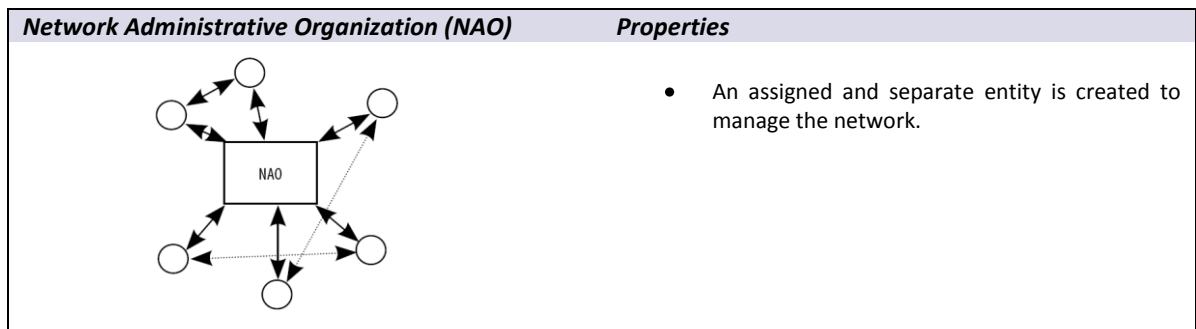 Network Administrative Organization (NAO) Properties
NAO
• An assigned and separate entity is created to
manage the network.